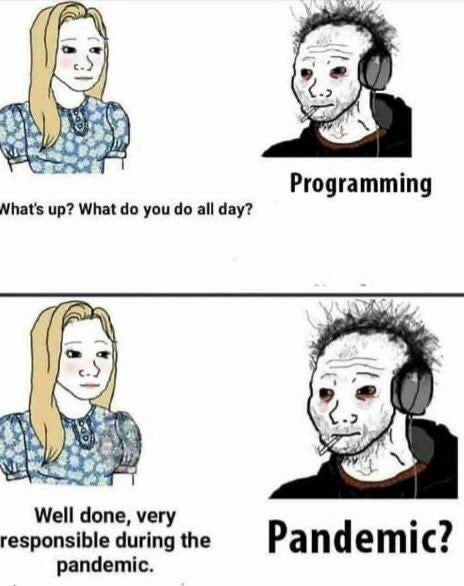 Programming
What's up? What do you do all day?
Well done, very
responsible during the
pandemic.
Pandemic?